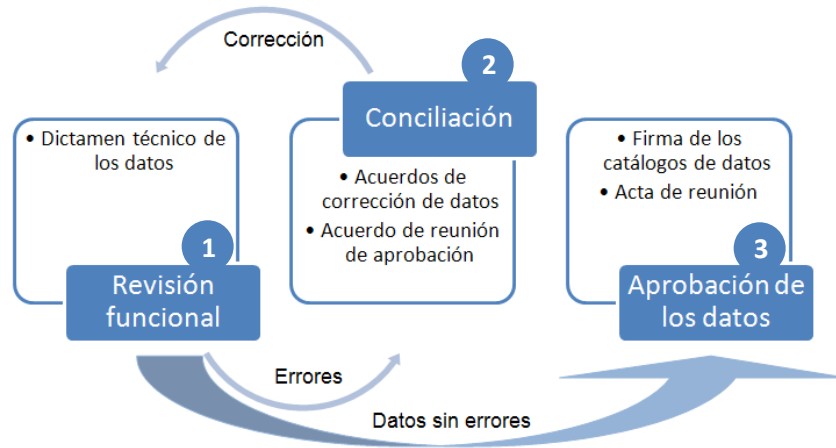 Corrección
• Dictamen técnico de
los datos
1
Revisión
funcional
2
Conciliación
• Acuerdos de
corrección de datos
• Acuerdo de reunión
de aprobación
• Firma de los
catálogos de datos
• Acta de reunión
3
Aprobación de
los datos
Errores
Datos sin errores